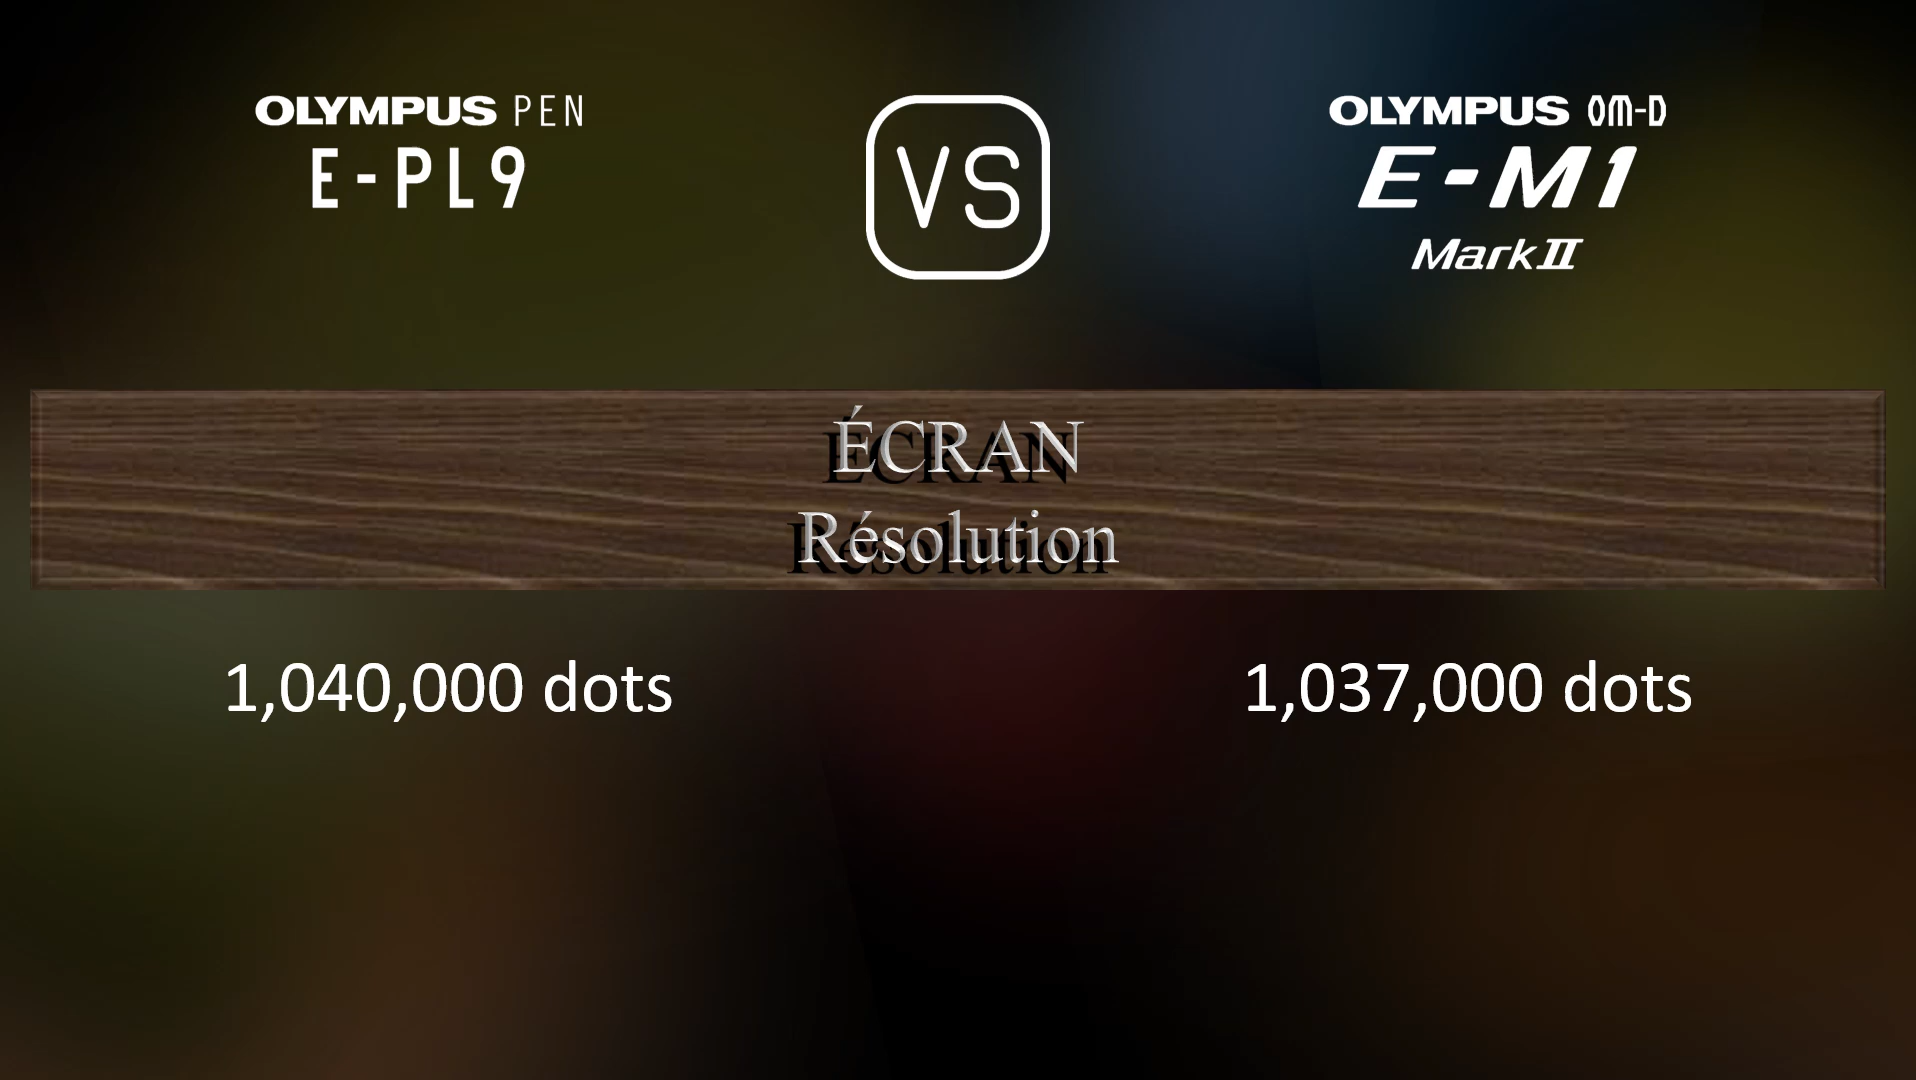 OLYMPUS PEN
E-PL9
VS
OLYMPUS OM-D
E-M1
Mark II
ÉCRAN
Résolution
1,040,000 dots
1,037,000 dots